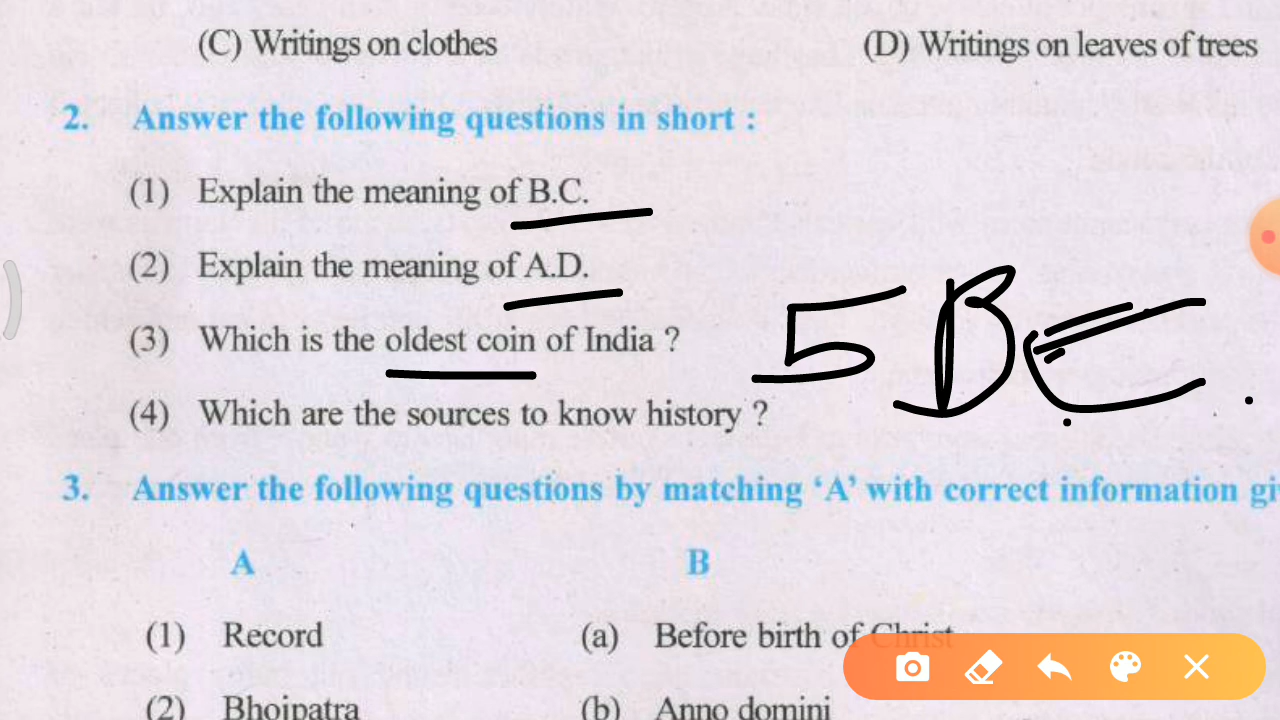 (C) Writings on clothes (D) Writings on leaves of trees
2. Answer the following questions in short :
(1) Explain the meaning of B.C.
(2) Explain the meaning of A.D.
(3) Which is the oldest coin of India ?
5 BC
(4) Which are the sources to know history ?
3. Answer the following questions by matching ‘A’ with correct information
A B
(1) Record (a) Before birth of Christ
(2) Bhojpatra (b) Anno domini